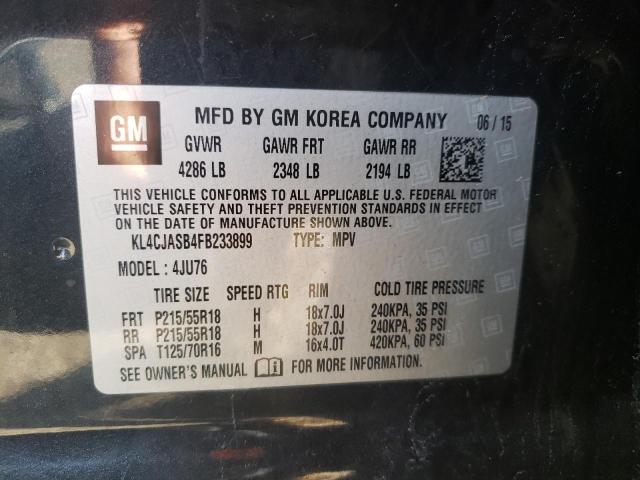 GM MFD BY GM KOREA COMPANY 06/15
GVWR GAWR FRT GAWR RR
4286 LB 2348 LB 2194 LB
THIS VEHICLE CONFORMS TO ALL APPLICABLE U.S. FEDERAL MOTOR
VEHICLE SAFETY AND THEFT PREVENTION STANDARDS IN EFFECT
ON THE DATE OF MANUFACTURE SHOWN ABOVE.
KL4CJASB4FB233899 TYPE: MPV
MODEL: 4JU76
TIRE SIZE SPEED RTG RIM COLD TIRE PRESSURE
FRT P215/55R18 H 18x7.0J 240KPA, 35 PSI
RR P215/55R18 H 18x7.0J 240KPA, 35 PSI
SPA T125/70R16 M 16x4.0T 420KPA, 60 PSI
SEE OWNER'S MANUAL FOR MORE INFORMATION.